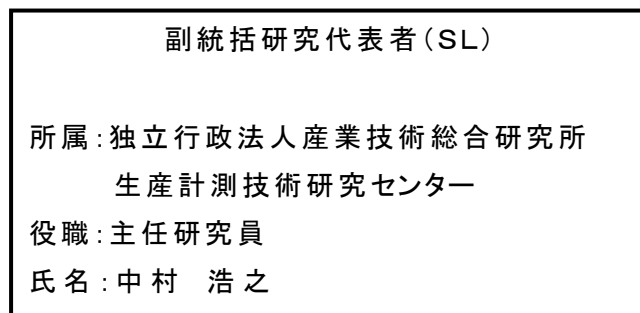 副統括研究代表者（SL）
所属：独立行政法人産業技術総合研究所
生産計測技術研究センター
役職：主任研究員
氏名：中村　浩之